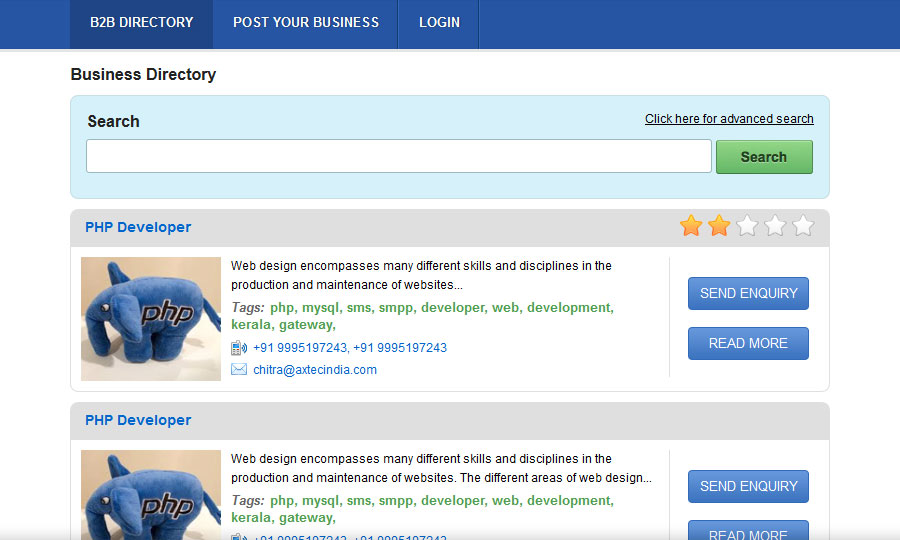 B2B DIRECTORY POST YOUR BUSINESS LOGIN
Business Directory
Search Click here for advanced search
Search
PHP Developer
Web design encompasses many different skills and disciplines in the
production and maintenance of websites...
Tags: php, mysql, sms, smpp, developer, web, development,
kerala, gateway,
+91 9995197243, +91 9995197243
chitra@axtecindia.com
php
SEND ENQUIRY
READ MORE
PHP Developer
Web design encompasses many different skills and disciplines in the
production and maintenance of websites. The different areas of web design...
Tags: php, mysql, sms, smpp, developer, web, development,
kerala, gateway,
+91 9995197243, +91 9995197243
php
SEND ENQUIRY
READ MORE